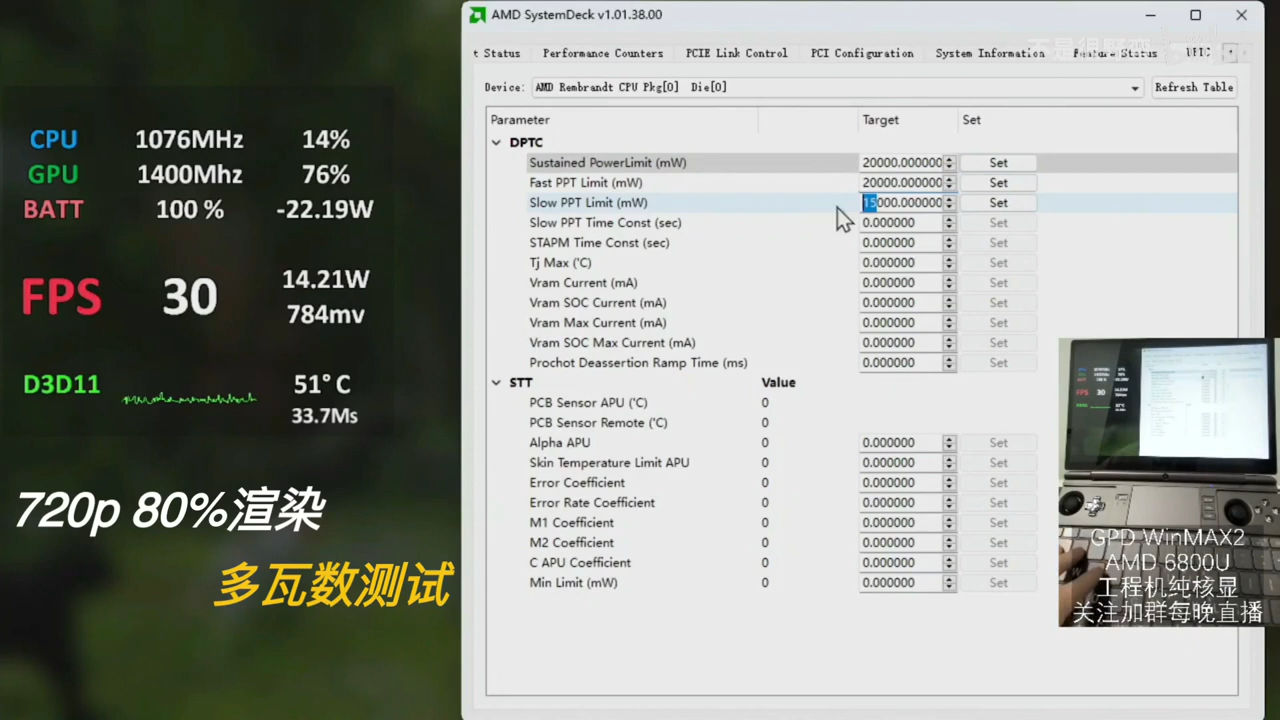 AMD SystemDeck v1.01.38.00
t Status Performance Counters PCIE Link Control PCI Configuration System Information Feature Status
Device: AMD Rembrandt CPU Pkg[0] Die[0] Refresh Table
Parameter Target Set
DPTC
Sustained PowerLimit (mW) 20000.000000 Set
Fast PPT Limit (mW) 20000.000000 Set
Slow PPT Limit (mW) 15000.000000 Set
Slow PPT Time Const (sec) 0.000000 Set
STAPM Time Const (sec) 0.000000 Set
Tj Max (℃) 0.000000 Set
Vram Current (mA) 0.000000 Set
Vram SOC Current (mA) 0.000000 Set
Vram Max Current (mA) 0.000000 Set
Vram SOC Max Current (mA) 0.000000 Set
Prochot Deassertion Ramp Time (ms) 0.000000 Set
STT Value
PCB Sensor APU (℃) 0
PCB Sensor Remote (℃) 0
Alpha APU 0 0.000000 Set
Skin Temperature Limit APU 0 0.000000 Set
Error Coefficient 0 0.000000 Set
Error Rate Coefficient 0 0.000000 Set
M1 Coefficient 0 0.000000 Set
M2 Coefficient 0 0.000000 Set
C APU Coefficient 0 0.000000 Set
Min Limit (mW) 0 0.000000 Set
CPU 1076MHz 14%
GPU 1400Mhz 76%
BATT 100 % -22.19W
FPS 30 14.21W
784mv
D3D11 51°C
33.7Ms
720p 80%渲染
多瓦数测试
GPD WinMAX2
AMD 6800U
工程机纯核显
关注加群每晚直播